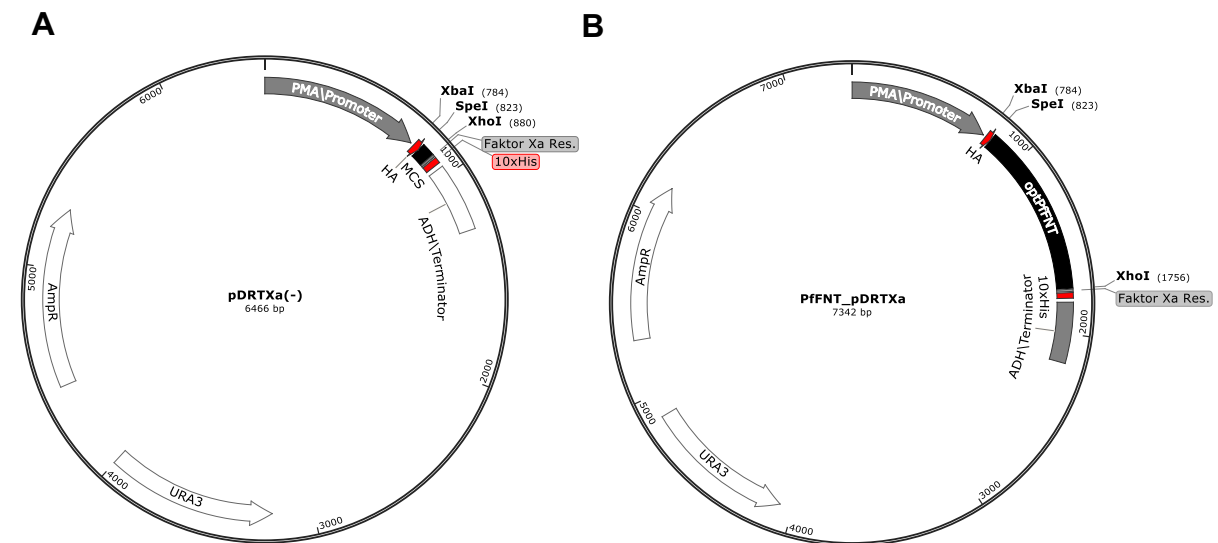 A
6000
PMA\Promoter
XbaI (784)
SpeI (823)
XhoI (880)
Faktor Xa Res.
10xHis
1000
HA
MCS
ADH\Terminator
5000
AmpR
pDRTXa(-)
6466 bp
2000
4000
URA3
3000
B
7000
PMA\Promoter
XbaI (784)
SpeI (823)
1000
HA
optPfFNT
6000
AmpR
XhoI (1756)
Faktor Xa Res.
10xHis
ADH\Terminator
2000
PfFNT_pDRTXa
7342 bp
5000
URA3
3000
4000